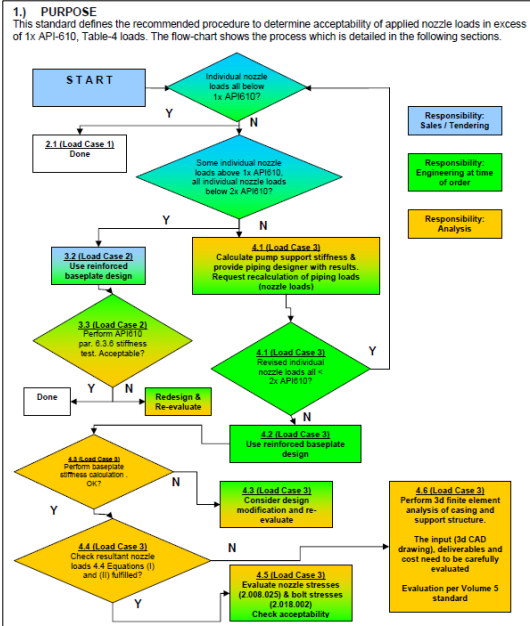 1.) PURPOSE
This standard defines the recommended procedure to determine acceptability of applied nozzle loads in excess
of 1x API-610, Table-4 loads. The flow-chart shows the process which is detailed in the following sections.
START
Individual nozzle
loads all below
1x API610?
Y
N
2.1 (Load Case 1)
Done
Responsibility:
Sales / Tendering
Responsibility:
Engineering at time
of order
Responsibility:
Analysis
Some individual nozzle
loads above 1x API610,
all individual nozzle loads
below 2x API610?
Y
N
3.2 (Load Case 2)
Use reinforced
baseplate design
4.1 (Load Case 3)
Calculate pump support stiffness &
provide piping designer with results.
Request recalculation of piping loads
(nozzle loads)
3.3 (Load Case 2)
Perform API610
par. 6.3.6 stiffness
test. Acceptable?
Y
N
Done
Redesign &
Re-evaluate
4.1 (Load Case 3)
Revised individual
nozzle loads all <
2x API610?
Y
N
4.2 (Load Case 3)
Use reinforced baseplate
design
4.3 (Load Case 3)
Perform baseplate
stiffness calculation .
OK?
Y
N
4.3 (Load Case 3)
Consider design
modification and re-
evaluate
4.4 (Load Case 3)
Check resultant nozzle
loads 4.4 Equations (I)
and (II) fulfilled?
N
Y
4.5 (Load Case 3)
Evaluate nozzle stresses
(2.008.025) & bolt stresses
(2.018.002)
Check acceptability
4.6 (Load Case 3)
Perform 3d finite element
analysis of casing and
support structure.
The input (3d CAD
drawing), deliverables and
cost need to be carefully
evaluated
Evaluation per Volume 5
standard